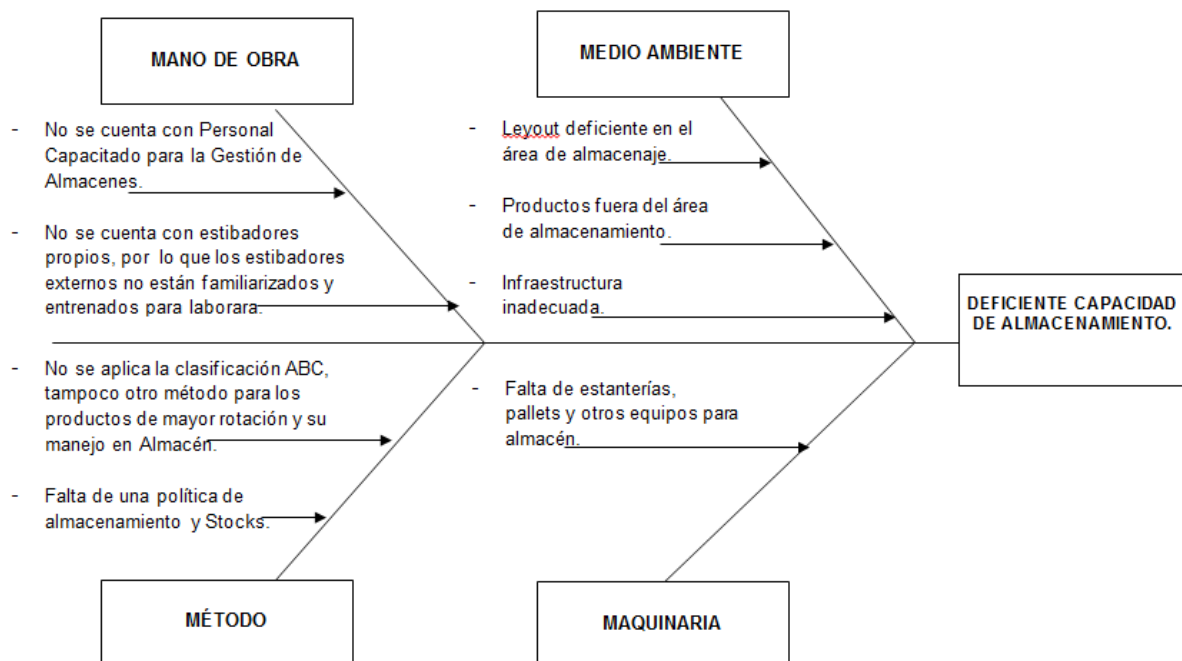 MANO DE OBRA
- No se cuenta con Personal
Capacitado para la Gestión de
Almacenes.
- No se cuenta con estibadores
propios, por lo que los estibadores
externos no están familiarizados y
entrenados para laborara.
MEDIO AMBIENTE
- Leyout deficiente en el
área de almacenaje.
- Productos fuera del área
de almacenamiento.
- Infraestructura
inadecuada.
DEFICIENTE CAPACIDAD
DE ALMACENAMIENTO.
- No se aplica la clasificación ABC,
tampoco otro método para los
productos de mayor rotación y su
manejo en Almacén.
- Falta de una política de
almacenamiento y Stocks.
MÉTODO
- Falta de estanterías,
pallets y otros equipos para
almacén.
MAQUINARIA